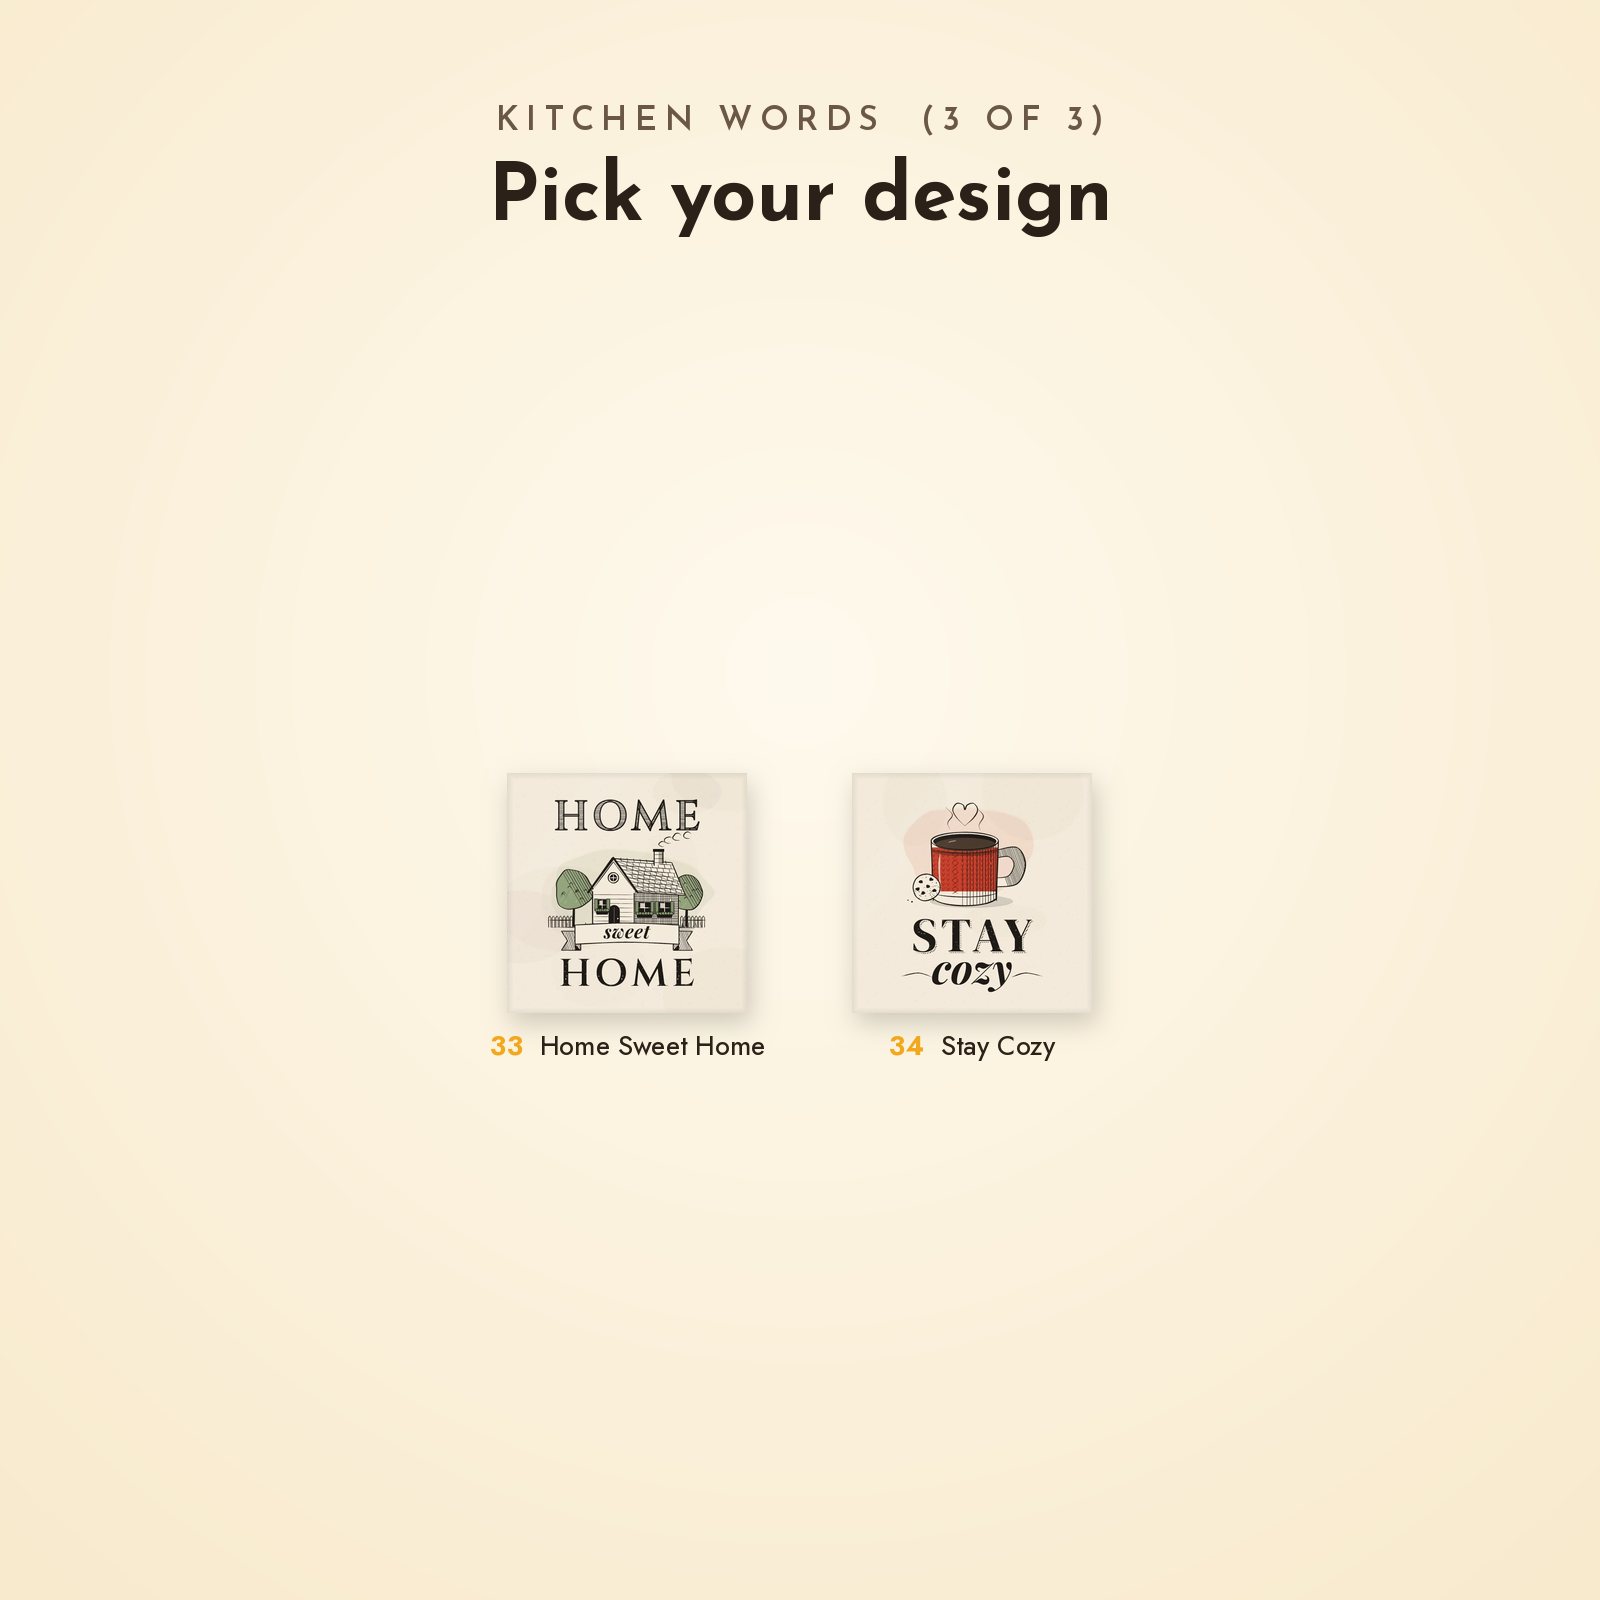 KITCHEN WORDS (3 OF 3)
Pick your design
HOME
sweet
HOME
33 Home Sweet Home
STAY
cozy
34 Stay Cozy